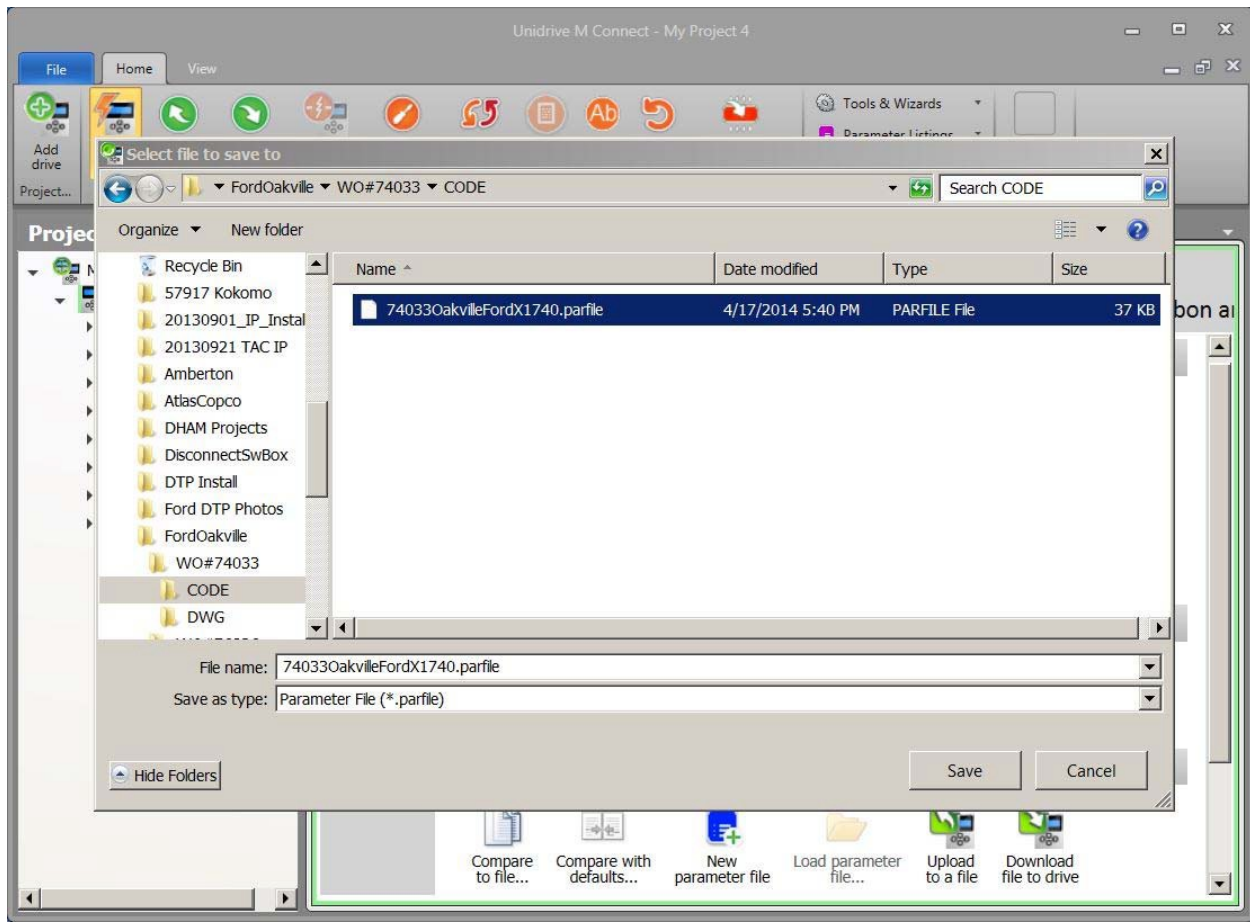 Unidrive M Connect - My Project 4
File Home View
Tools & Wizards
Parameter Listings
Add
drive
Project...
Select file to save to
FordOakville WO#74033 CODE
Search CODE
Organize New folder
Projec
bon a
Name Date modified Type Size
74033OakvilleFordX1740.parfile 4/17/2014 5:40 PM PARFILE File 37 KB
Recycle Bin
57917 Kokomo
20130901_IP_Instal
20130921 TAC IP
Amberton
AtlasCopco
DHAM Projects
DisconnectSwBox
DTP Install
Ford DTP Photos
FordOakville
WO#74033
CODE
DWG
File name: 74033OakvilleFordX1740.parfile
Save as type: Parameter File (*.parfile)
Hide Folders
Save Cancel
Compare
to file...
Compare with
defaults...
New
parameter file
Load parameter
file...
Upload
to a file
Download
file to drive